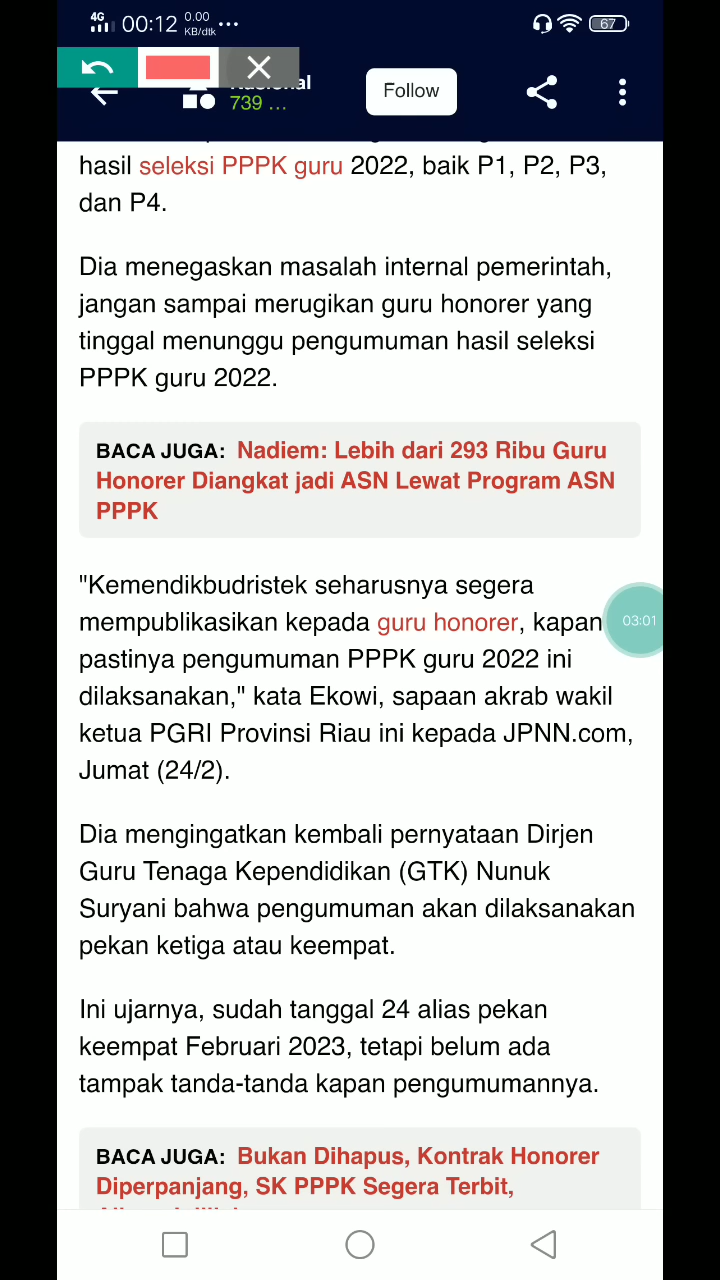 4G 00:12 0.00 KB/dtk ... 67
Nasional
739 ...
Follow
hasil seleksi PPPK guru 2022, baik P1, P2, P3,
dan P4.
Dia menegaskan masalah internal pemerintah,
jangan sampai merugikan guru honorer yang
tinggal menunggu pengumuman hasil seleksi
PPPK guru 2022.
BACA JUGA: Nadiem: Lebih dari 293 Ribu Guru
Honorer Diangkat jadi ASN Lewat Program ASN
PPPK
"Kemendikbudristek seharusnya segera
mempublikasikan kepada guru honorer, kapan
03:01
pastinya pengumuman PPPK guru 2022 ini
dilaksanakan," kata Ekowi, sapaan akrab wakil
ketua PGRI Provinsi Riau ini kepada JPNN.com,
Jumat (24/2).
Dia mengingatkan kembali pernyataan Dirjen
Guru Tenaga Kependidikan (GTK) Nunuk
Suryani bahwa pengumuman akan dilaksanakan
pekan ketiga atau keempat.
Ini ujarnya, sudah tanggal 24 alias pekan
keempat Februari 2023, tetapi belum ada
tampak tanda-tanda kapan pengumumannya.
BACA JUGA: Bukan Dihapus, Kontrak Honorer
Diperpanjang, SK PPPK Segera Terbit,